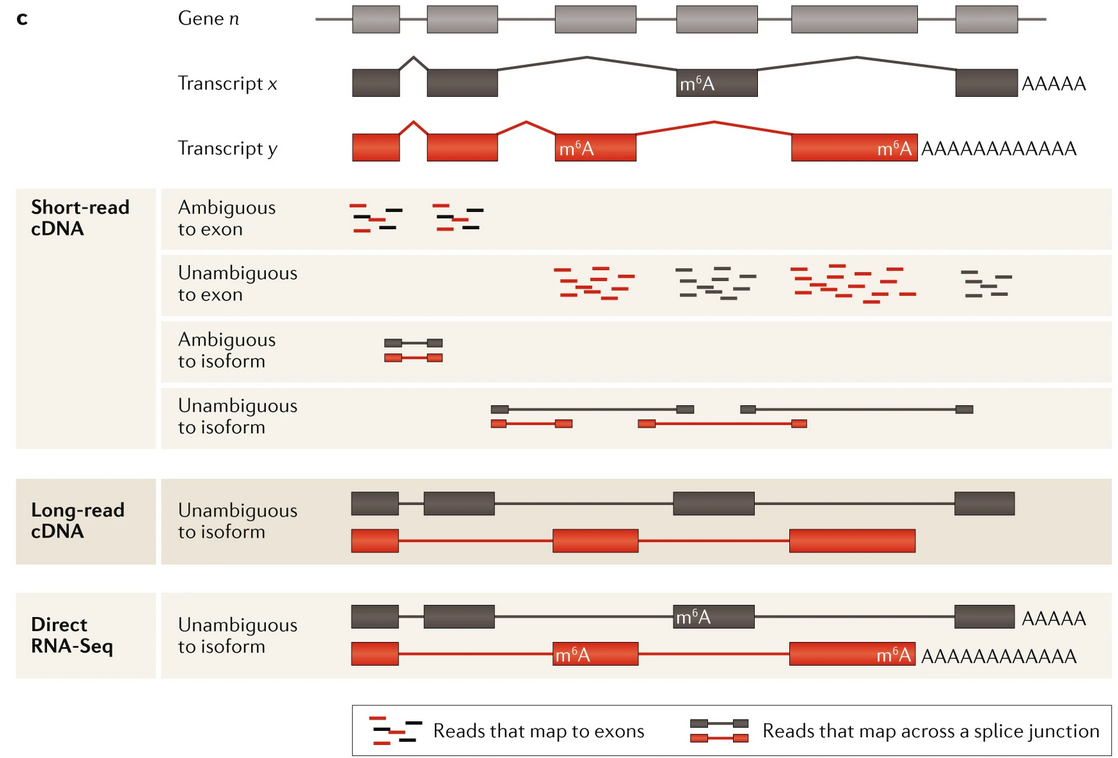 c
Gene n
Transcript x
m⁶A
AAAAA
Transcript y
m⁶A
m⁶A
AAAAAAAAAAAA
Short-read
cDNA
Ambiguous
to exon
Unambiguous
to exon
Ambiguous
to isoform
Unambiguous
to isoform
Long-read
cDNA
Unambiguous
to isoform
Direct
RNA-Seq
Unambiguous
to isoform
m⁶A
AAAAA
m⁶A
m⁶A
AAAAAAAAAAAA
Reads that map to exons
Reads that map across a splice junction